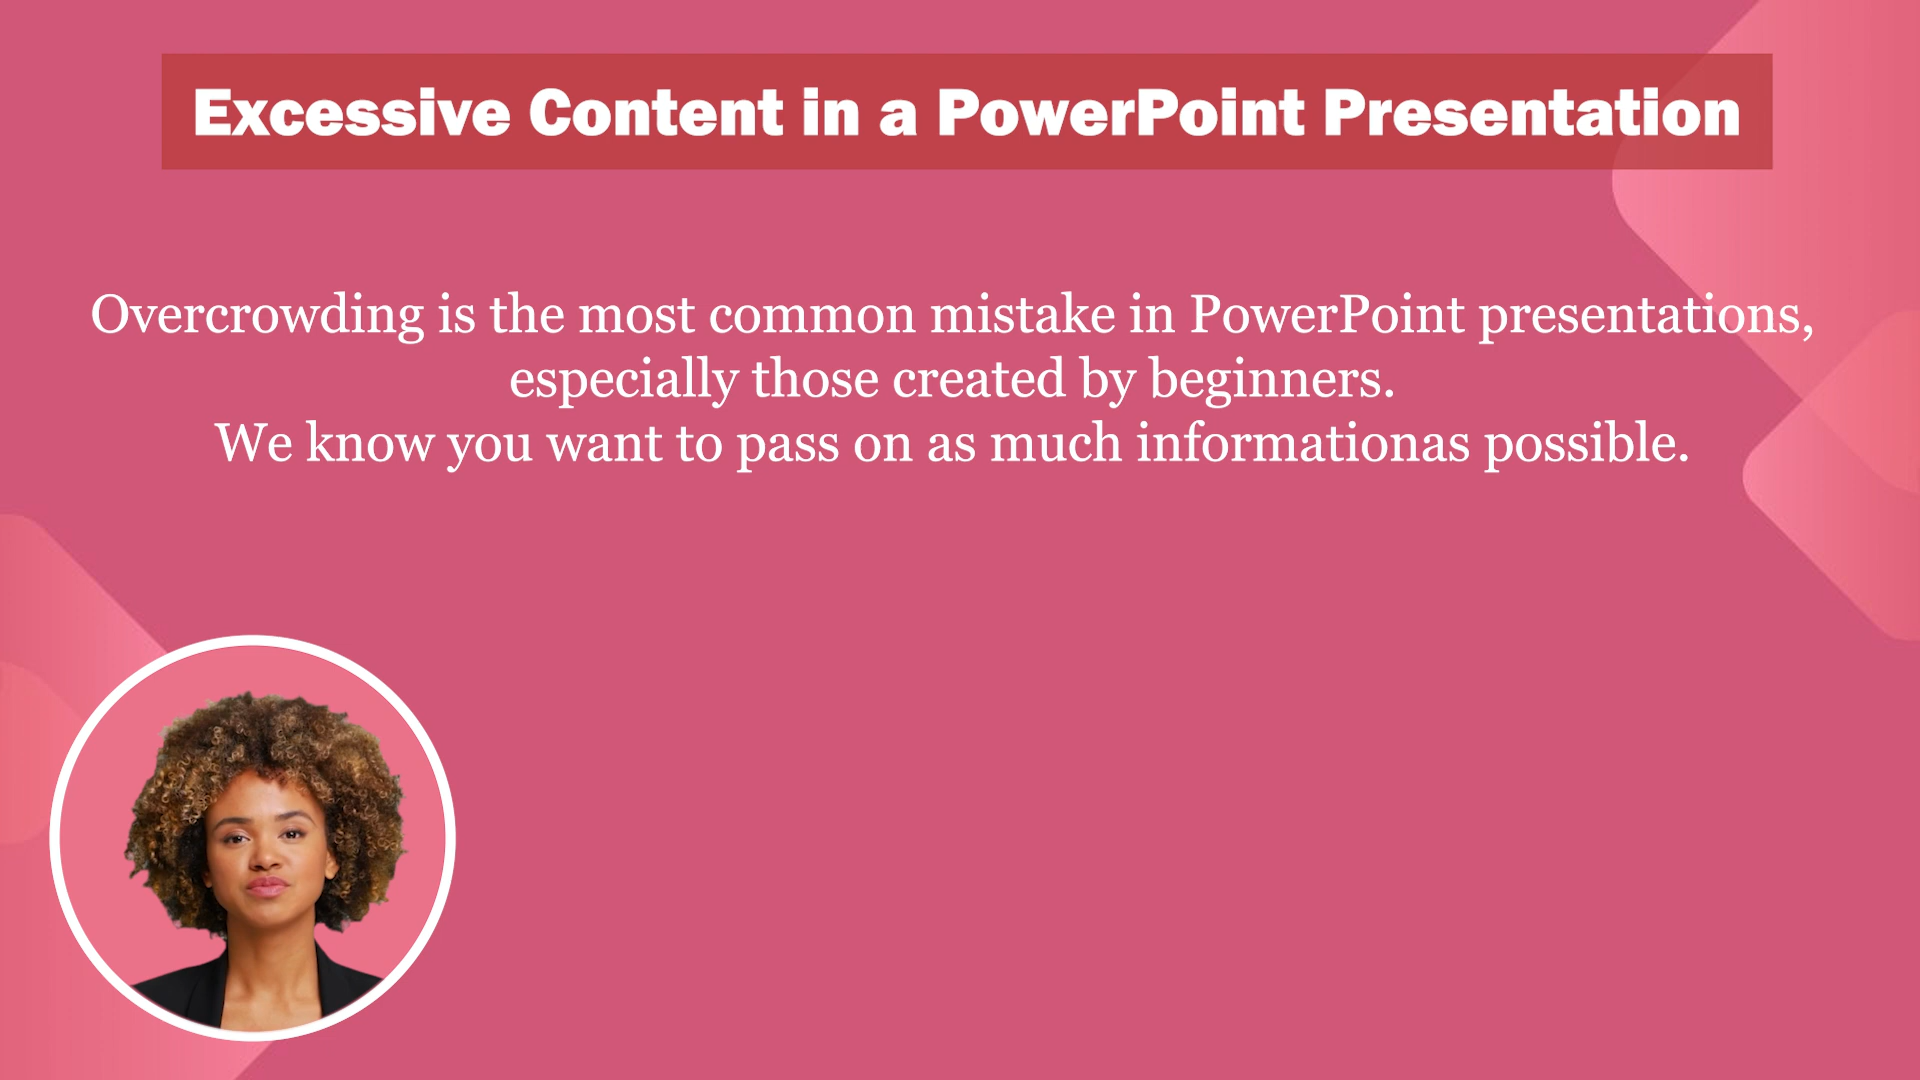 Excessive Content in a PowerPoint Presentation
Overcrowding is the most common mistake in PowerPoint presentations,
especially those created by beginners.
We know you want to pass on as much informationas possible.